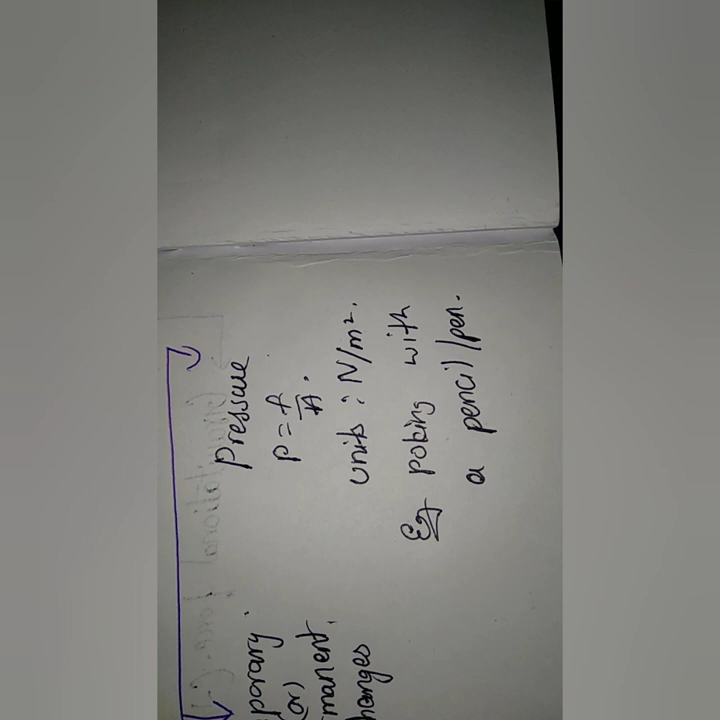 Pressure
P = f/A.
units : N/m².
Eg poking with
a pencil/pen.
porary
(or)
manent
hanges